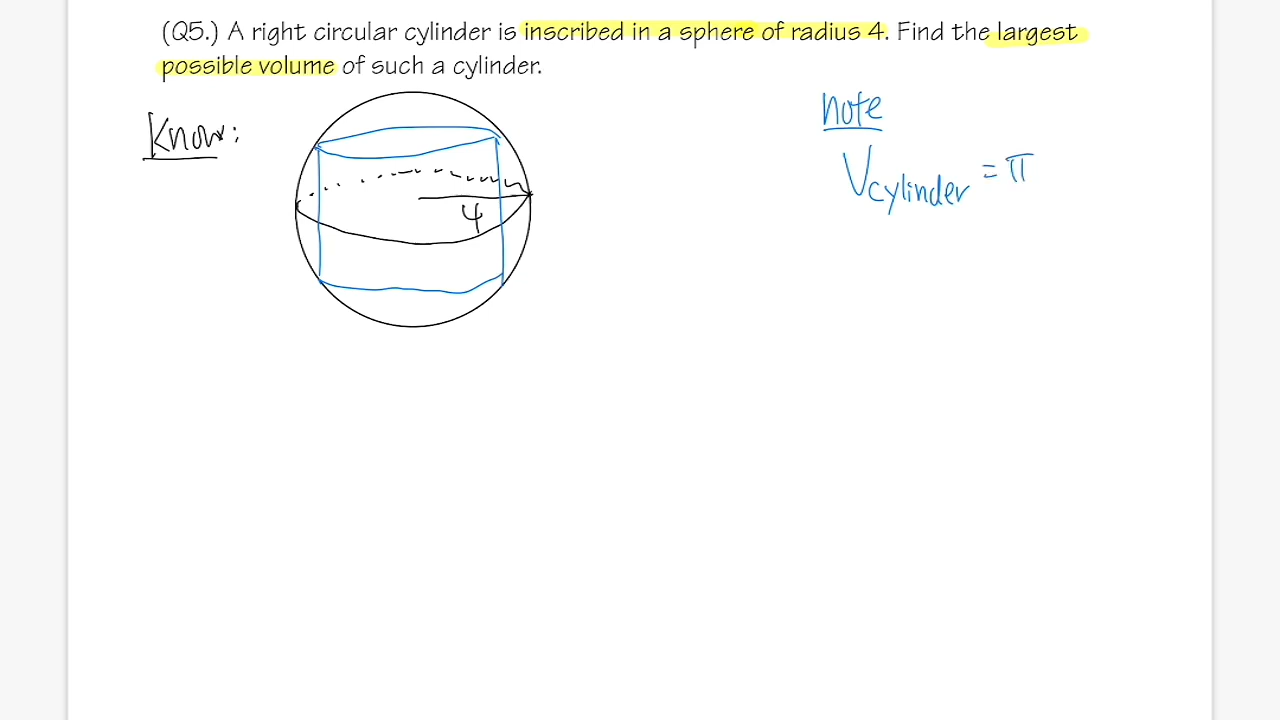 (Q5.) A right circular cylinder is inscribed in a sphere of radius 4. Find the largest
possible volume of such a cylinder.
Know:
4
note
Vcylinder = π